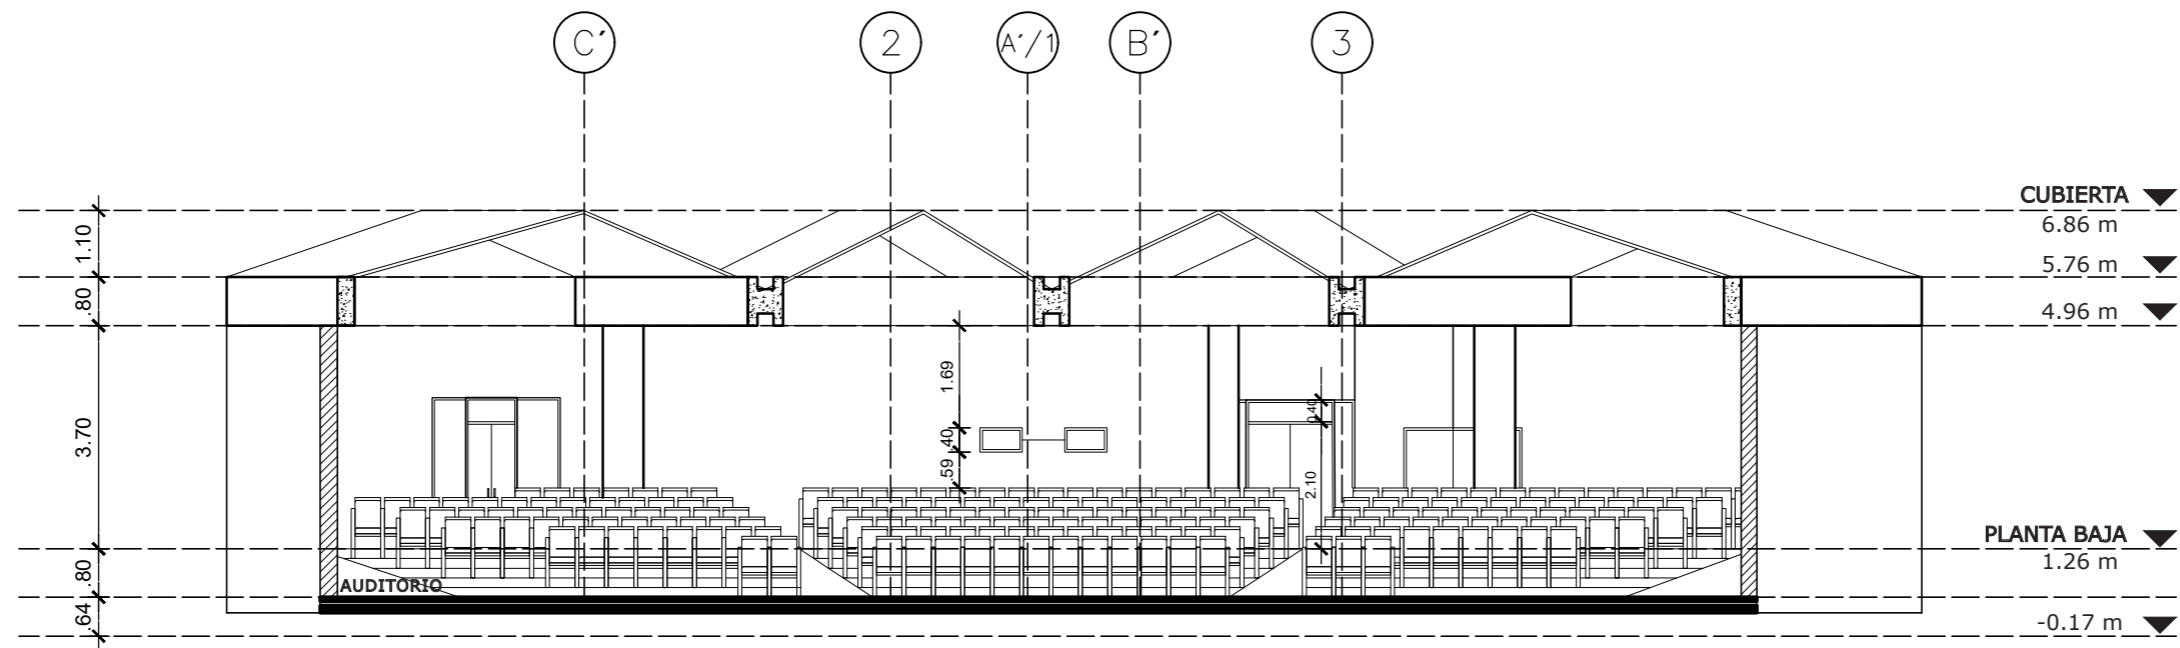 C´
2
A´/1
B´
3
CUBIERTA
6.86 m
1.10
5.76 m
.80
4.96 m
1.69
3.70
.40
0.40
.59
2.10
PLANTA BAJA
1.26 m
.80
AUDITORIO
.64
-0.17 m